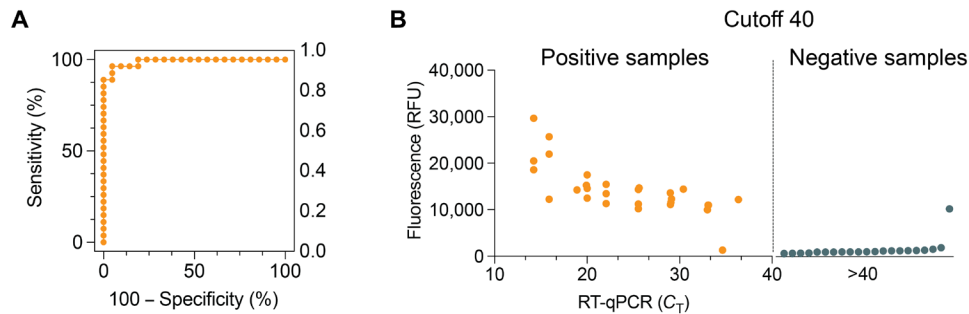 A
100
50
0
Sensitivity (%)
1.0
0.8
0.6
0.4
0.2
0.0
0
50
100
100 – Specificity (%)
B
Cutoff 40
Positive samples
Negative samples
40,000
30,000
20,000
10,000
0
Fluorescence (RFU)
10
20
30
40
>40
RT-qPCR (CT)